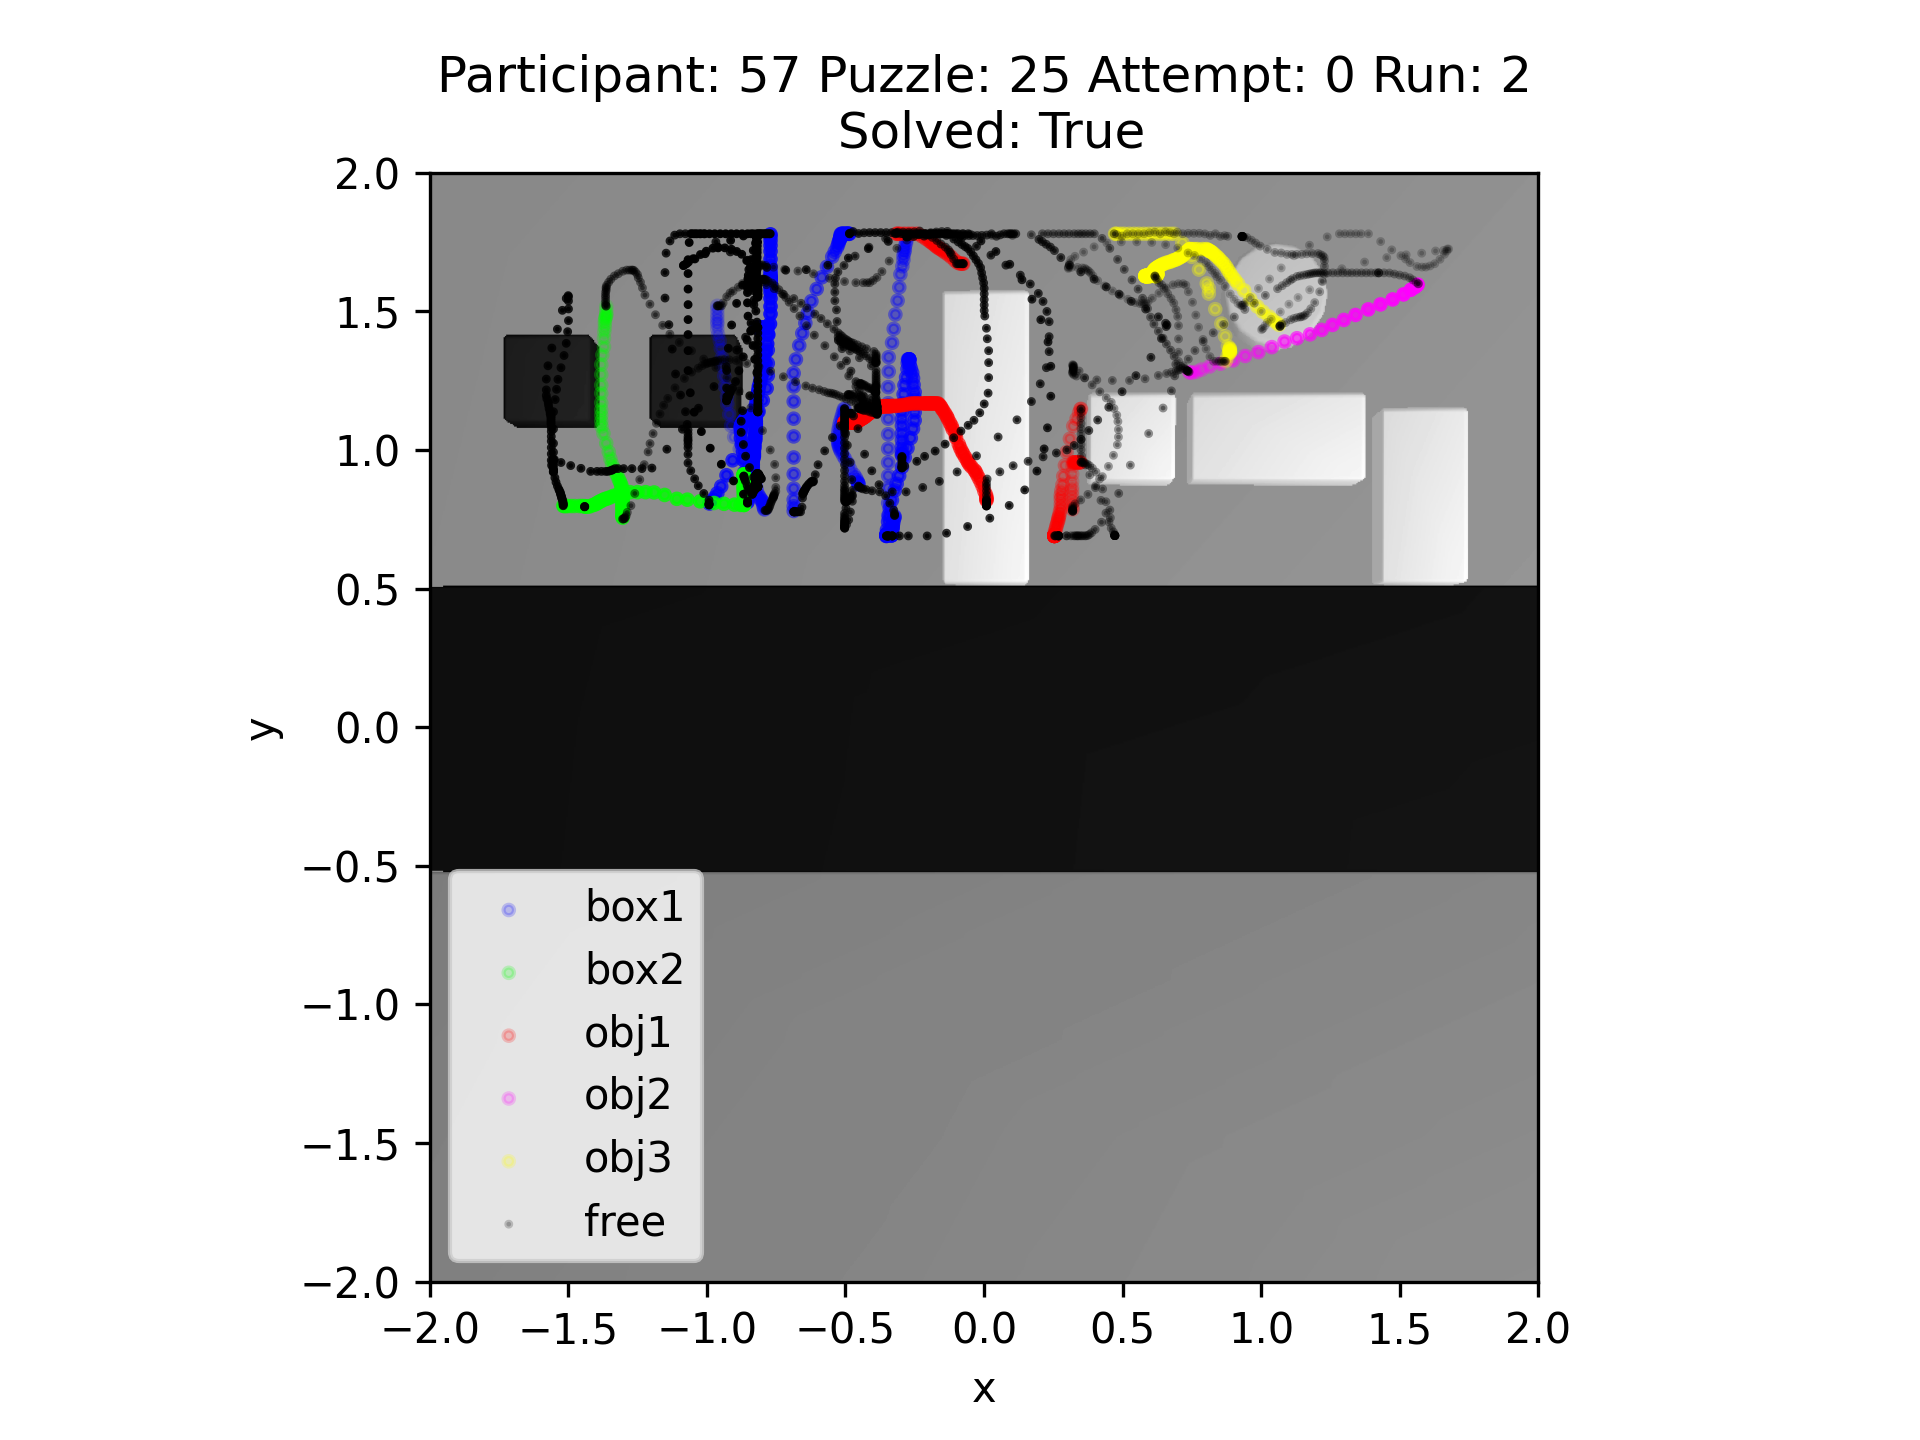 Participant: 57 Puzzle: 25 Attempt: 0 Run: 2
Solved: True
2.0
1.5
1.0
0.5
0.0
−0.5
−1.0
−1.5
−2.0
y
box1
box2
obj1
obj2
obj3
free
−2.0 −1.5 −1.0 −0.5 0.0 0.5 1.0 1.5 2.0
x